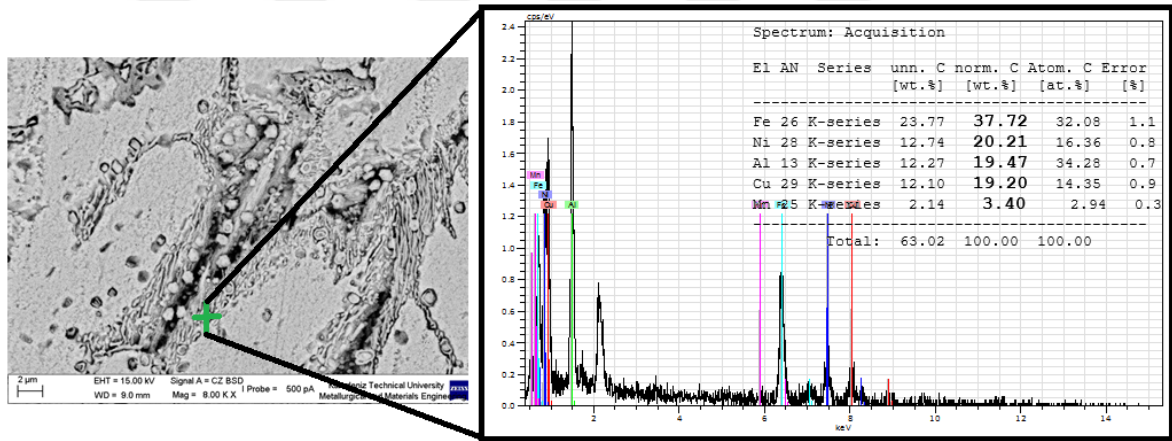 2 µm
EHT = 15.00 kV
WD = 9.0 mm
Signal A = CZ BSD
Mag = 8.00 K X
I Probe = 500 pA
Technical University
Metallurgical and Materials
ZEISS
cps/eV
Spectrum: Acquisition
El AN Series unn. C norm. C Atom. C Error
[wt.%] [wt.%] [at.%] [%]
Fe 26 K-series 23.77 37.72 32.08 1.1
Ni 28 K-series 12.74 20.21 16.36 0.8
Al 13 K-series 12.27 19.47 34.28 0.7
Cu 29 K-series 12.10 19.20 14.35 0.9
Mn 25 K-series 2.14 3.40 2.94 0.3
Total: 63.02 100.00 100.00
2.4
2.2
2.0
1.8
1.6
1.4
1.2
1.0
0.8
0.6
0.4
0.2
0.0
Mn
Fe
Ni
Cu
Al
2 4 6 8 10 12 14
keV